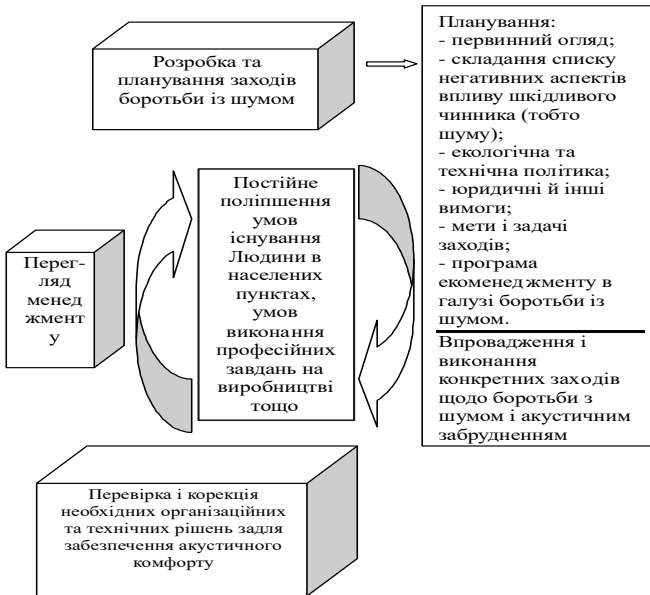 Розробка та
планування заходів
боротьби із шумом
Планування:
- первинний огляд;
- складання списку
негативних аспектів
впливу шкідливого
чинника (тобто
шуму);
- екологічна та
технічна політика;
- юридичні й інші
вимоги;
- мети і задачі
заходів;
- програма
екоменеджменту в
галузі боротьби із
шумом.
Впровадження і
виконання
конкретних заходів
щодо боротьби з
шумом і акустичним
забрудненням
Постійне
поліпшення
умов
існування
Людини в
населених
пунктах,
умов
виконання
професійних
завдань на
виробництві
тощо
Перег-
ляд
менед
жмент
у
Перевірка і корекція
необхідних організаційних
та технічних рішень задля
забезпечення акустичного
комфорту